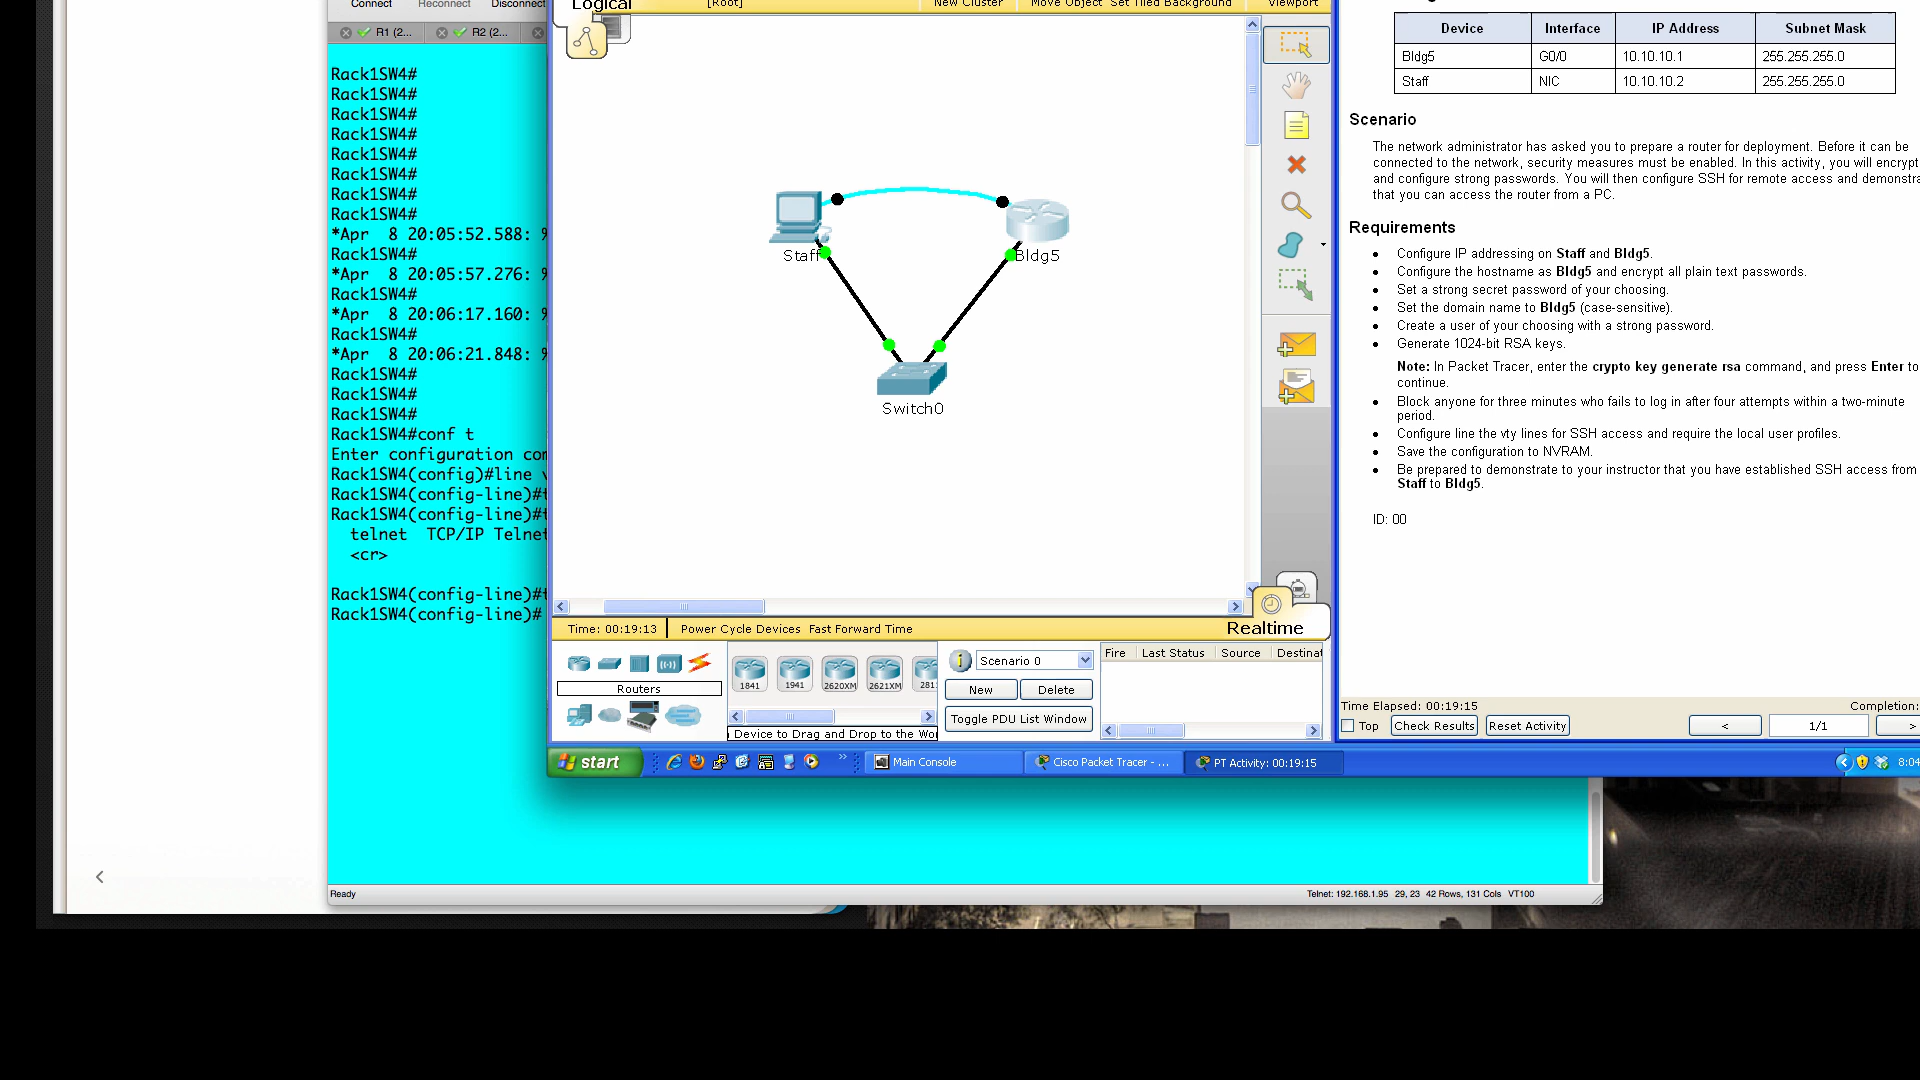 Connect Reconnect Disconnect
R1 (2... R2 (2...
Rack1SW4#
Rack1SW4#
Rack1SW4#
Rack1SW4#
Rack1SW4#
Rack1SW4#
Rack1SW4#
Rack1SW4#
*Apr 8 20:05:52.588: %
Rack1SW4#
*Apr 8 20:05:57.276: %
Rack1SW4#
*Apr 8 20:06:17.160: %
Rack1SW4#
*Apr 8 20:06:21.848: %
Rack1SW4#
Rack1SW4#
Rack1SW4#
Rack1SW4#conf t
Enter configuration com
Rack1SW4(config)#line v
Rack1SW4(config-line)#t
Rack1SW4(config-line)#t
telnet TCP/IP Telnet
<cr>
Rack1SW4(config-line)#t
Rack1SW4(config-line)#
Ready
Telnet: 192.168.1.95 29, 23 42 Rows, 131 Cols VT100
Logical [Root] New Cluster Move Object Set Tiled Background Viewport
Staff
Bldg5
Switch0
Time: 00:19:13 Power Cycle Devices Fast Forward Time
Realtime
Routers
1841 1941 2620XM 2621XM 281
Device to Drag and Drop to the Wo
Scenario 0
New Delete
Toggle PDU List Window
Fire Last Status Source Destinat
start Main Console Cisco Packet Tracer - ... PT Activity: 00:19:15 8:04
Device Interface IP Address Subnet Mask
Bldg5 G0/0 10.10.10.1 255.255.255.0
Staff NIC 10.10.10.2 255.255.255.0
Scenario
The network administrator has asked you to prepare a router for deployment. Before it can be
connected to the network, security measures must be enabled. In this activity, you will encrypt
and configure strong passwords. You will then configure SSH for remote access and demonstra
that you can access the router from a PC.
Requirements
• Configure IP addressing on Staff and Bldg5.
• Configure the hostname as Bldg5 and encrypt all plain text passwords.
• Set a strong secret password of your choosing.
• Set the domain name to Bldg5 (case-sensitive).
• Create a user of your choosing with a strong password.
• Generate 1024-bit RSA keys.
Note: In Packet Tracer, enter the crypto key generate rsa command, and press Enter to
continue.
• Block anyone for three minutes who fails to log in after four attempts within a two-minute
period.
• Configure line the vty lines for SSH access and require the local user profiles.
• Save the configuration to NVRAM.
• Be prepared to demonstrate to your instructor that you have established SSH access from
Staff to Bldg5.
ID: 00
Time Elapsed: 00:19:15 Completion:
Top Check Results Reset Activity < 1/1 >